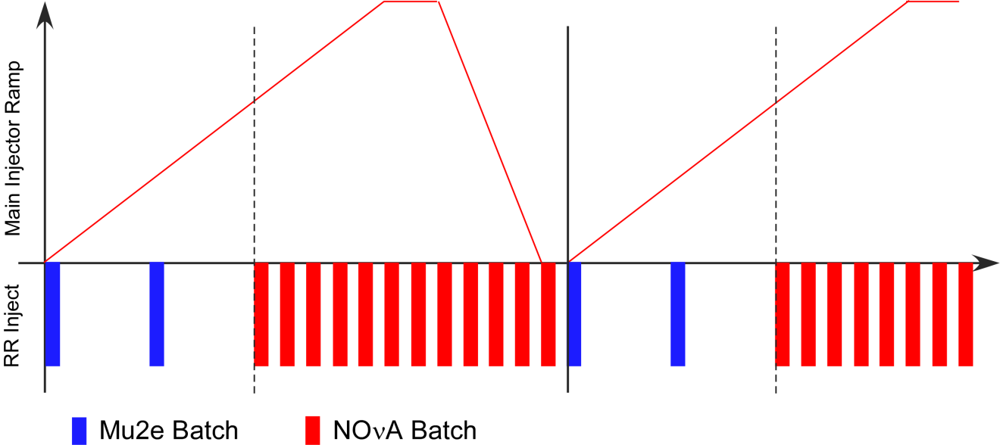 Main Injector Ramp
RR Inject
Mu2e Batch
NOνA Batch